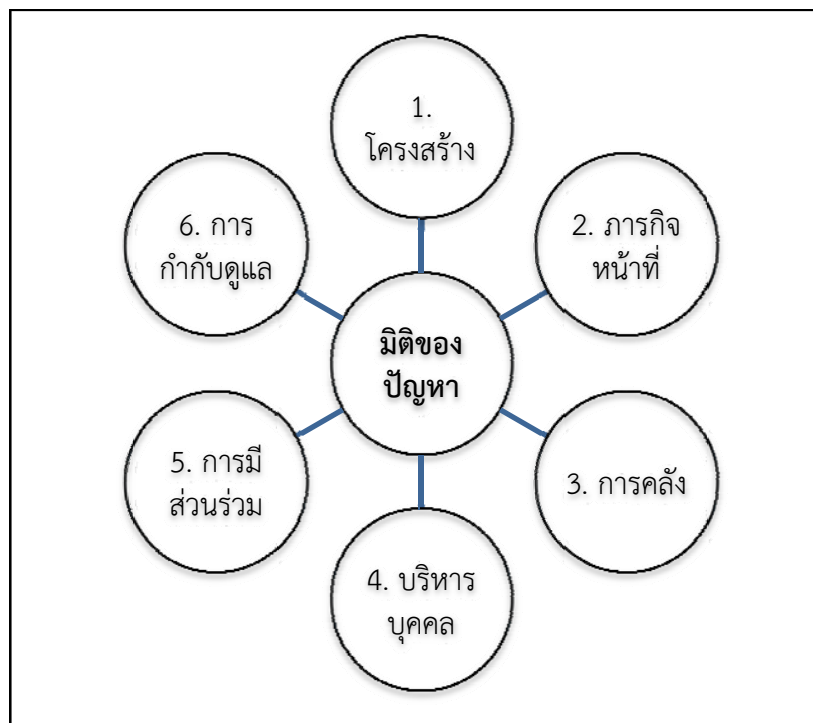 1.
โครงสร้าง
2. ภารกิจ
หน้าที่
3. การคลัง
4. บริหาร
บุคคล
5. การมี
ส่วนร่วม
6. การ
กำกับดูแล
มิติของ
ปัญหา